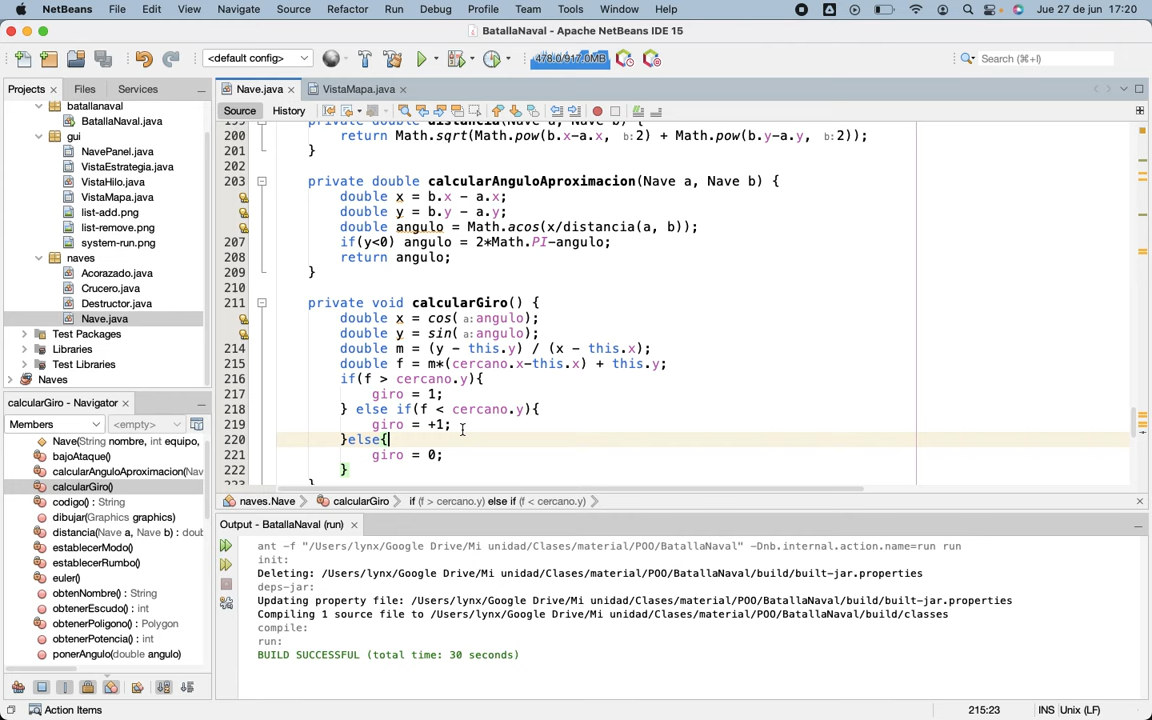 NetBeans File Edit View Navigate Source Refactor Run Debug Profile Team Tools Window Help Jue 27 de jun 17:20
BatallaNaval - Apache NetBeans IDE 15
<default config> 478.0/917.0MB Search (⌘+I)
Projects Files Services
batallanaval
BatallaNaval.java
gui
NavePanel.java
VistaEstrategia.java
VistaHilo.java
VistaMapa.java
list-add.png
list-remove.png
system-run.png
naves
Acorazado.java
Crucero.java
Destructor.java
Nave.java
Test Packages
Libraries
Test Libraries
Naves
calcularGiro() - Navigator
Members <empty>
Nave(String nombre, int equipo,
bajoAtaque()
calcularAnguloAproximacion(Nav
calcularGiro()
codigo() : String
dibujar(Graphics graphics)
distancia(Nave a, Nave b) : doub
establecerModo()
establecerRumbo()
euler()
obtenNombre() : String
obtenerEscudo() : int
obtenerPoligono() : Polygon
obtenerPotencia() : int
ponerAngulo(double angulo)
Nave.java VistaMapa.java
Source History
199 private double distancia(Nave a, Nave b) {
200 return Math.sqrt(Math.pow(b.x-a.x, b:2) + Math.pow(b.y-a.y, b:2));
201 }
202
203 private double calcularAnguloAproximacion(Nave a, Nave b) {
double x = b.x - a.x;
double y = b.y - a.y;
double angulo = Math.acos(x/distancia(a, b));
207 if(y<0) angulo = 2*Math.PI-angulo;
208 return angulo;
209 }
210
211 private void calcularGiro() {
double x = cos( a:angulo);
double y = sin( a:angulo);
214 double m = (y - this.y) / (x - this.x);
215 double f = m*(cercano.x-this.x) + this.y;
216 if(f > cercano.y){
217 giro = 1;
218 } else if(f < cercano.y){
219 giro = +1;
220 }else{
221 giro = 0;
222 }
223 }
naves.Nave calcularGiro() if (f > cercano.y) else if (f < cercano.y)
Output - BatallaNaval (run)
ant -f "/Users/lynx/Google Drive/Mi unidad/Clases/material/POO/BatallaNaval" -Dnb.internal.action.name=run run
init:
Deleting: /Users/lynx/Google Drive/Mi unidad/Clases/material/POO/BatallaNaval/build/built-jar.properties
deps-jar:
Updating property file: /Users/lynx/Google Drive/Mi unidad/Clases/material/POO/BatallaNaval/build/built-jar.properties
Compiling 1 source file to /Users/lynx/Google Drive/Mi unidad/Clases/material/POO/BatallaNaval/build/classes
compile:
run:
BUILD SUCCESSFUL (total time: 30 seconds)
Action Items 215:23 INS Unix (LF)